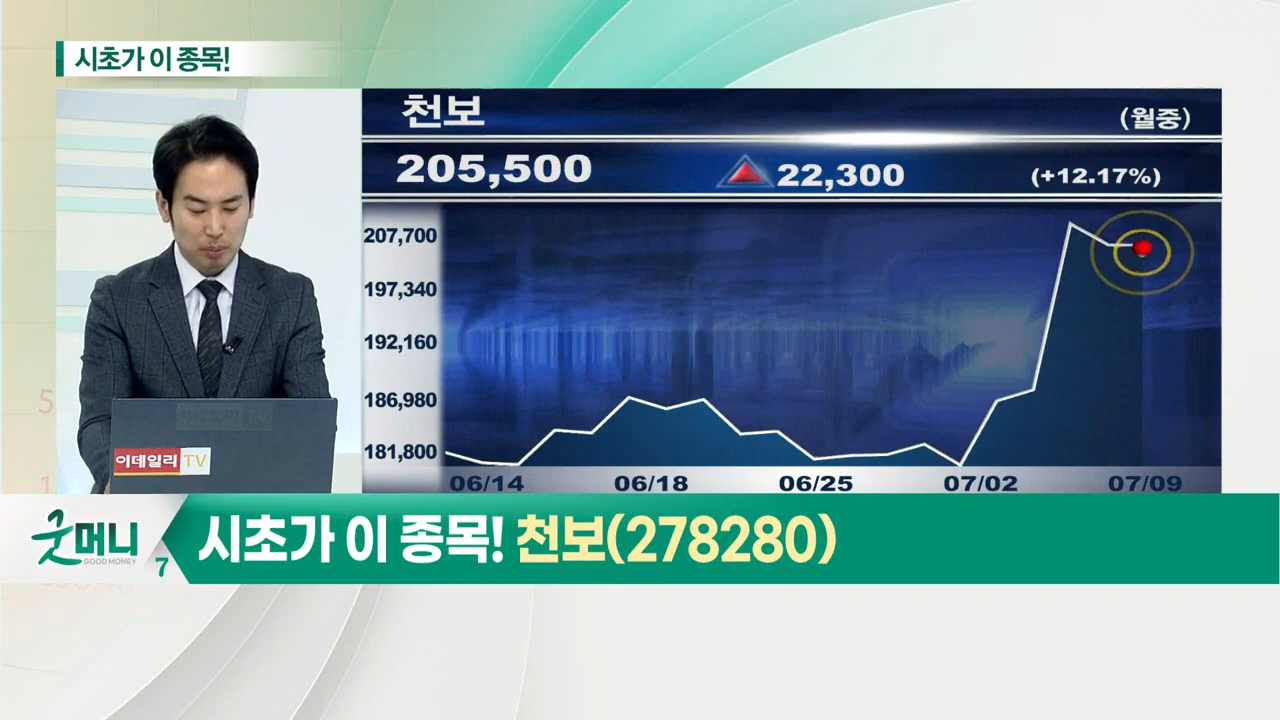 시초가 이 종목!
천보
(월중)
205,500
22,300
(+12.17%)
207,700
197,340
192,160
186,980
181,800
06/14
06/18
06/25
07/02
07/09
이데일리 TV
굿머니
GOOD MONEY
7
시초가 이 종목! 천보(278280)